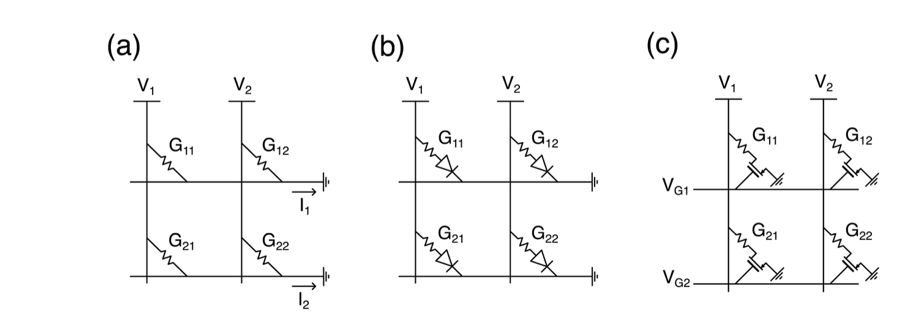 (a) (b) (c)
V1 V2 V1 V2 V1 V2
G11 G12 G11 G12 G11 G12
VG1
I1
G21 G22 G21 G22 G21 G22
VG2
I2